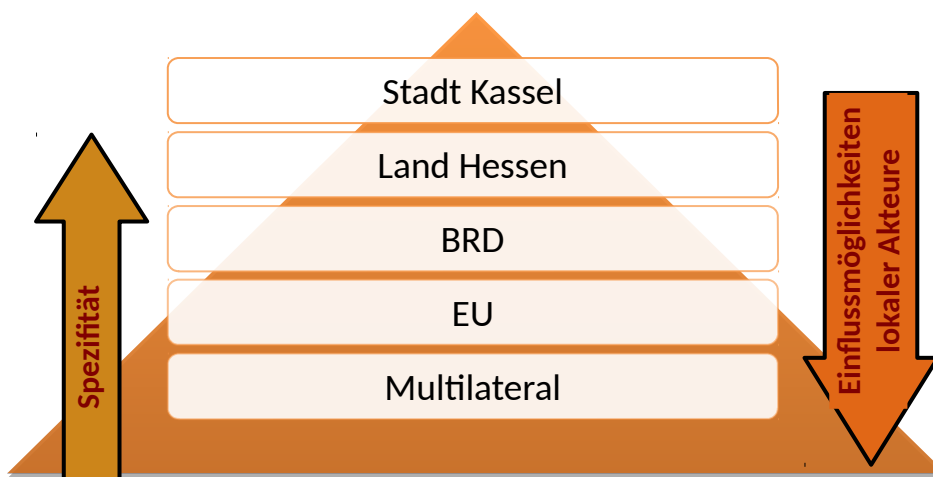 Stadt Kassel
Land Hessen
BRD
EU
Multilateral
Spezifität
Einflussmöglichkeiten
lokaler Akteure